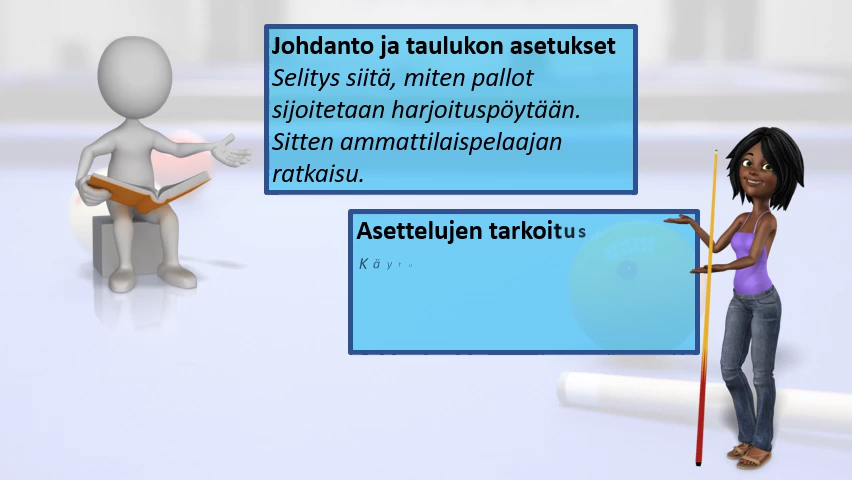 Johdanto ja taulukon asetukset
Selitys siitä, miten pallot
sijoitetaan harjoituspöytään.
Sitten ammattilaispelaajan
ratkaisu.
Asettelujen tarkoitus